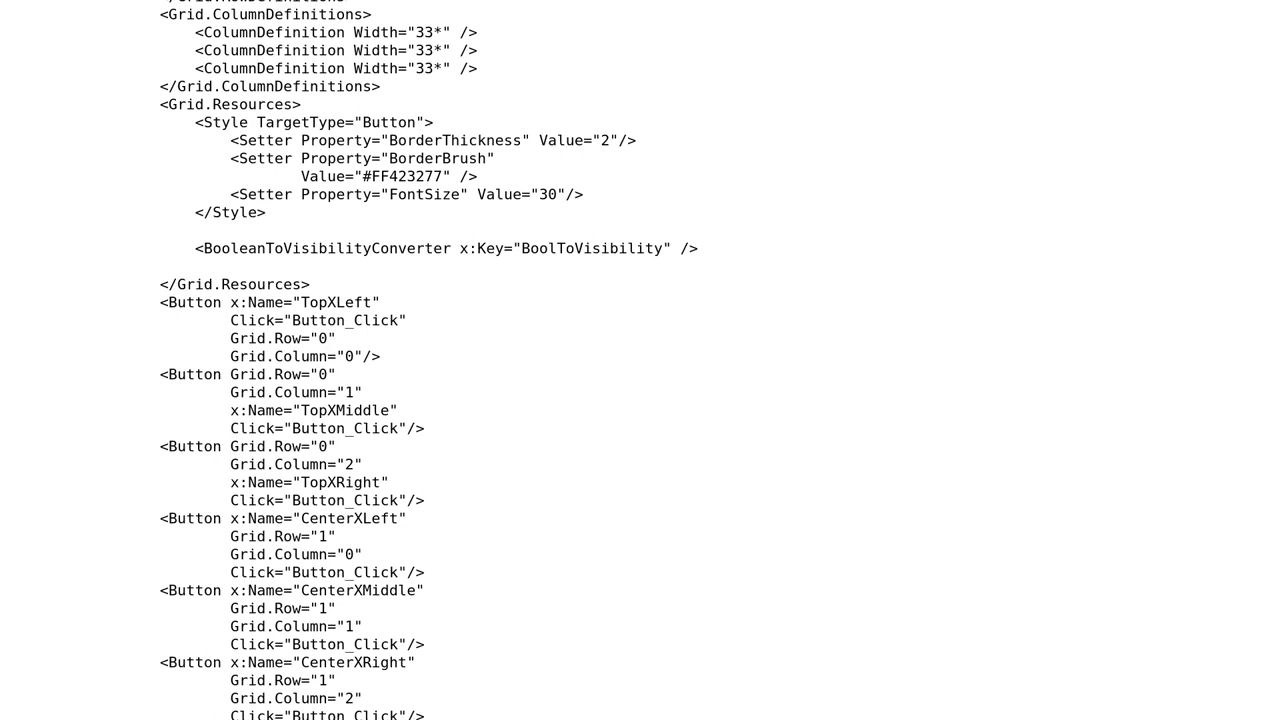 </Grid.RowDefinitions>
<Grid.ColumnDefinitions>
<ColumnDefinition Width="33*" />
<ColumnDefinition Width="33*" />
<ColumnDefinition Width="33*" />
</Grid.ColumnDefinitions>
<Grid.Resources>
<Style TargetType="Button">
<Setter Property="BorderThickness" Value="2"/>
<Setter Property="BorderBrush"
Value="#FF423277" />
<Setter Property="FontSize" Value="30"/>
</Style>
<BooleanToVisibilityConverter x:Key="BoolToVisibility" />
</Grid.Resources>
<Button x:Name="TopXLeft"
Click="Button_Click"
Grid.Row="0"
Grid.Column="0"/>
<Button Grid.Row="0"
Grid.Column="1"
x:Name="TopXMiddle"
Click="Button_Click"/>
<Button Grid.Row="0"
Grid.Column="2"
x:Name="TopXRight"
Click="Button_Click"/>
<Button x:Name="CenterXLeft"
Grid.Row="1"
Grid.Column="0"
Click="Button_Click"/>
<Button x:Name="CenterXMiddle"
Grid.Row="1"
Grid.Column="1"
Click="Button_Click"/>
<Button x:Name="CenterXRight"
Grid.Row="1"
Grid.Column="2"
Click="Button_Click"/>